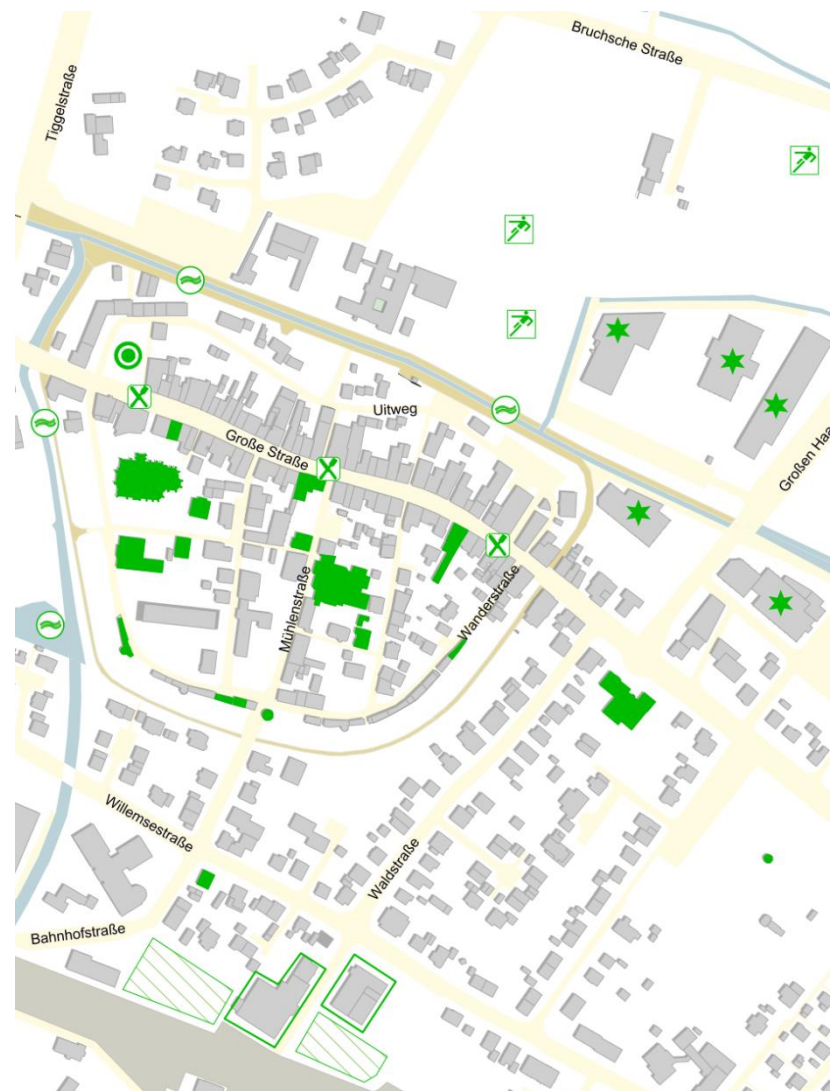 Bruchsche Straße
Tiggelstraße
Uitweg
Große Straße
Großen Haa
Mühlenstraße
Wanderstraße
Willemsestraße
Waldstraße
Bahnhofstraße